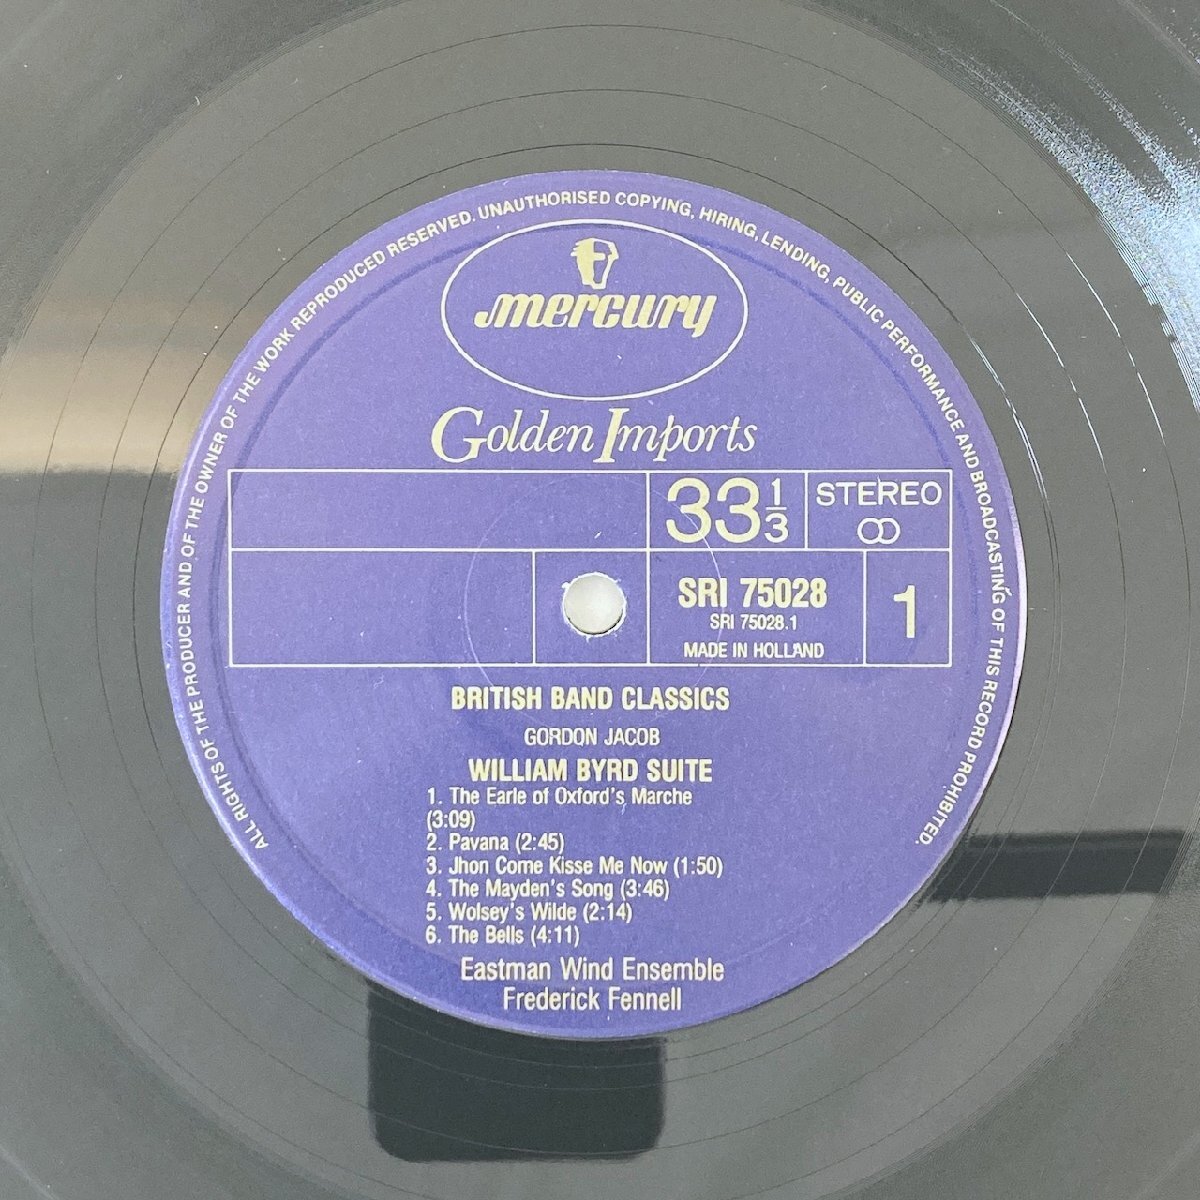 ALL RIGHTS OF THE PRODUCER AND OF THE OWNER OF THE WORK REPRODUCED RESERVED. UNAUTHORISED COPYING, HIRING, LENDING, PUBLIC PERFORMANCE AND BROADCASTING OF THIS RECORD PROHIBITED.
mercury
Golden Imports
33 1/3 STEREO
SRI 75028 1
SRI 75028.1
MADE IN HOLLAND
BRITISH BAND CLASSICS
GORDON JACOB
WILLIAM BYRD SUITE
1. The Earle of Oxford's Marche
(3:09)
2. Pavana (2:45)
3. Jhon Come Kisse Me Now (1:50)
4. The Mayden's Song (3:46)
5. Wolsey's Wilde (2:14)
6. The Bells (4:11)
Eastman Wind Ensemble
Frederick Fennell